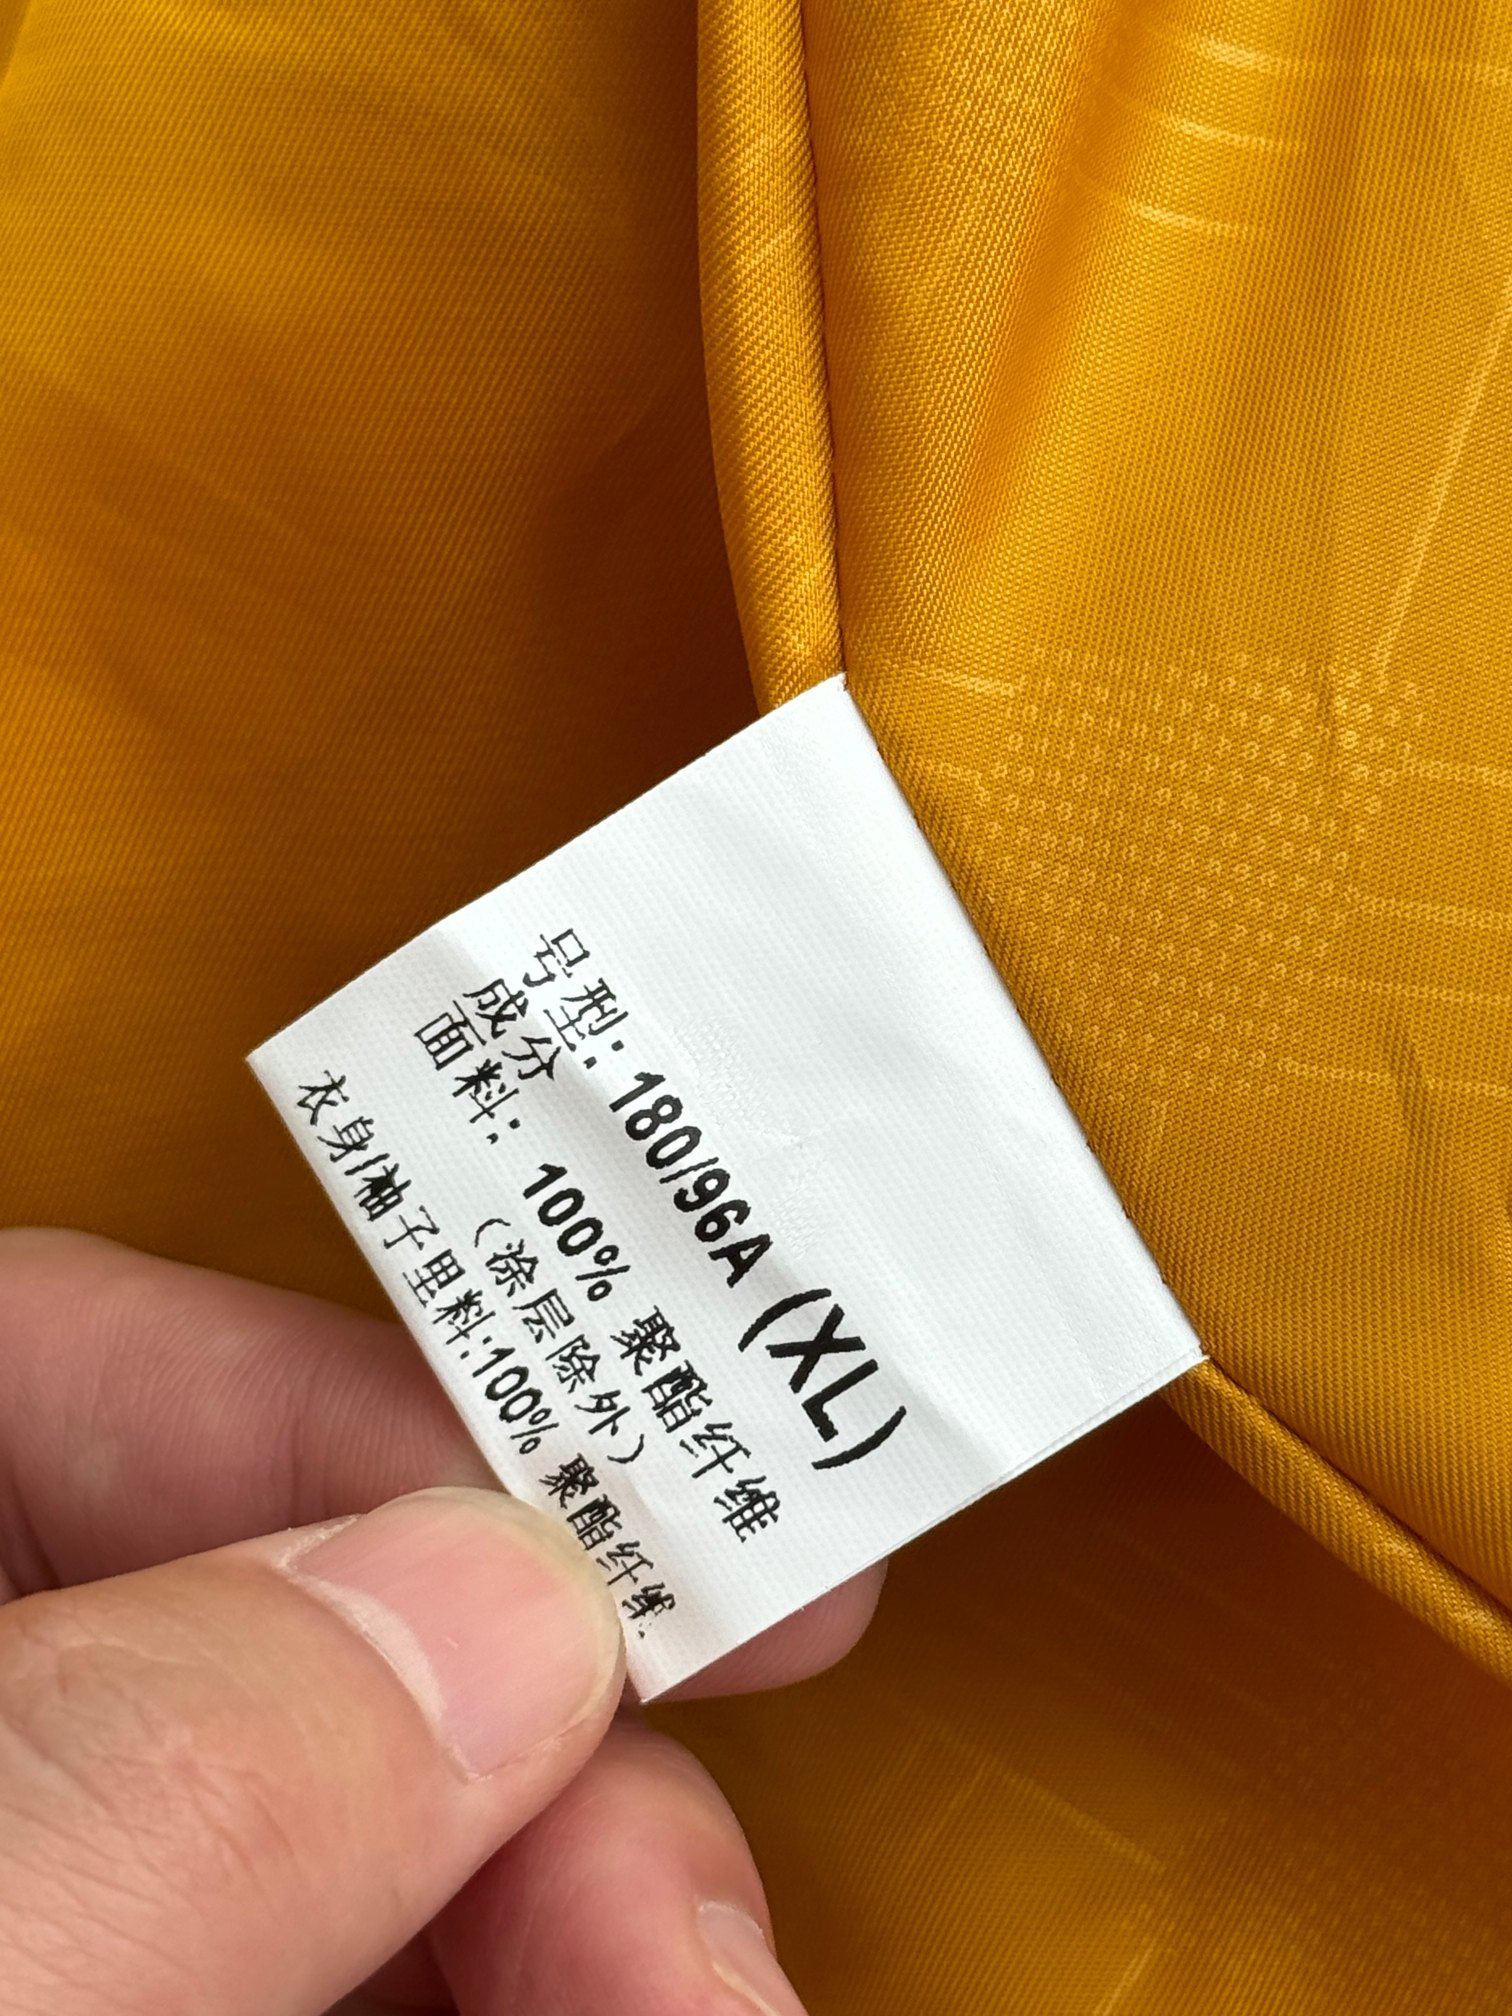 号型：180/96A (XL)
成分
面料：100% 聚酯纤维
（涂层除外）
衣身/袖子里料:100% 聚酯纤维